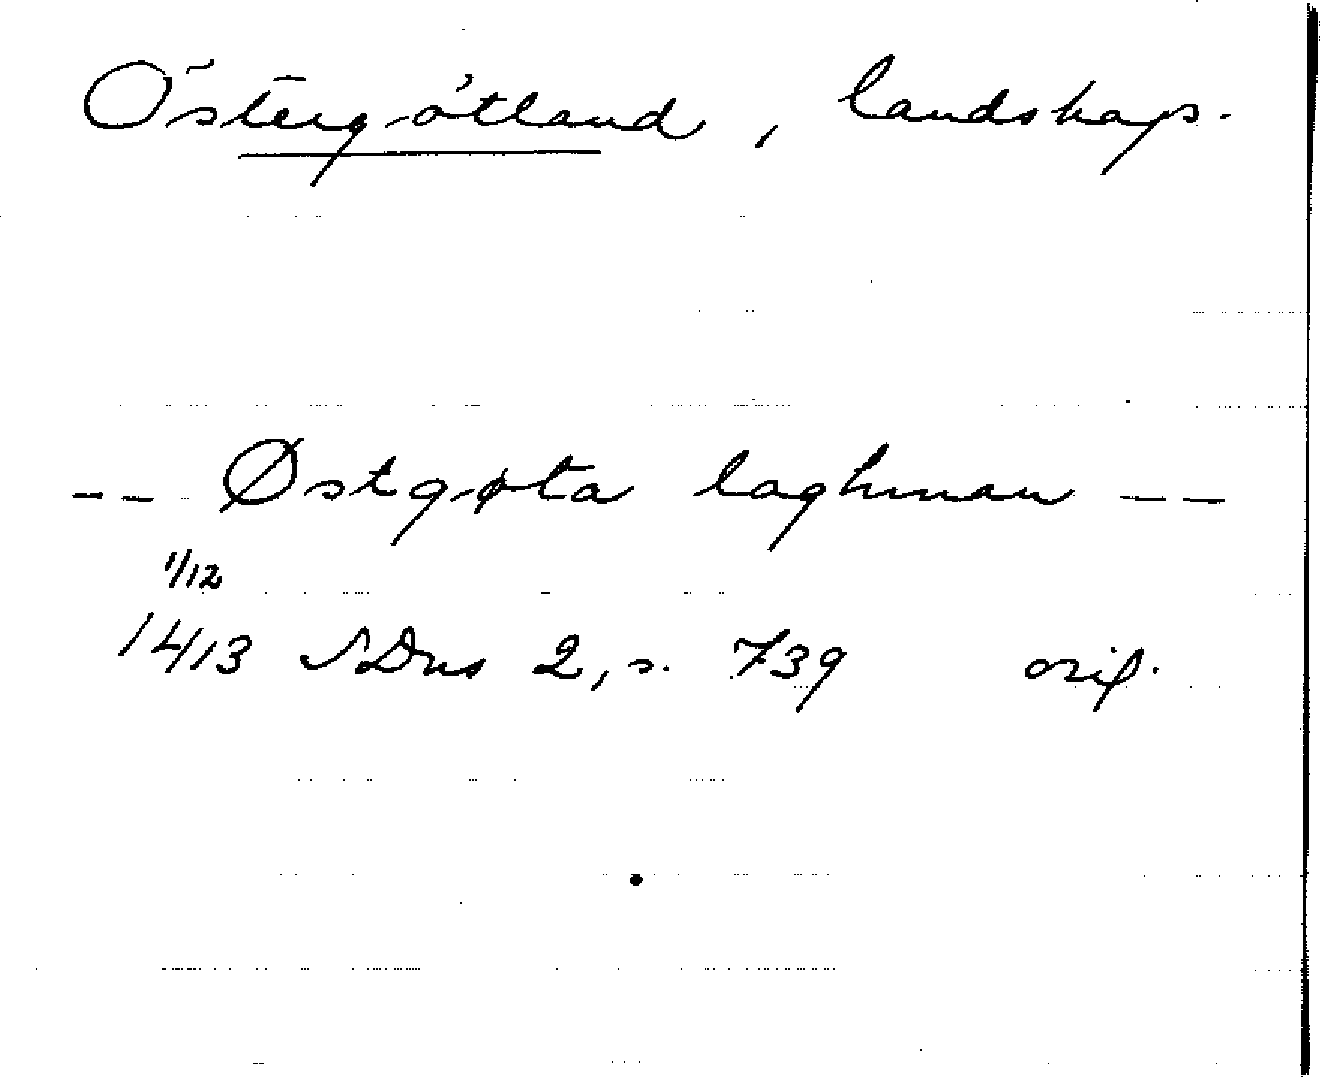 Östergötland, landskap.
-- Østgøta laghman --
1/12
1413 SDns 2, s. 739 orig.